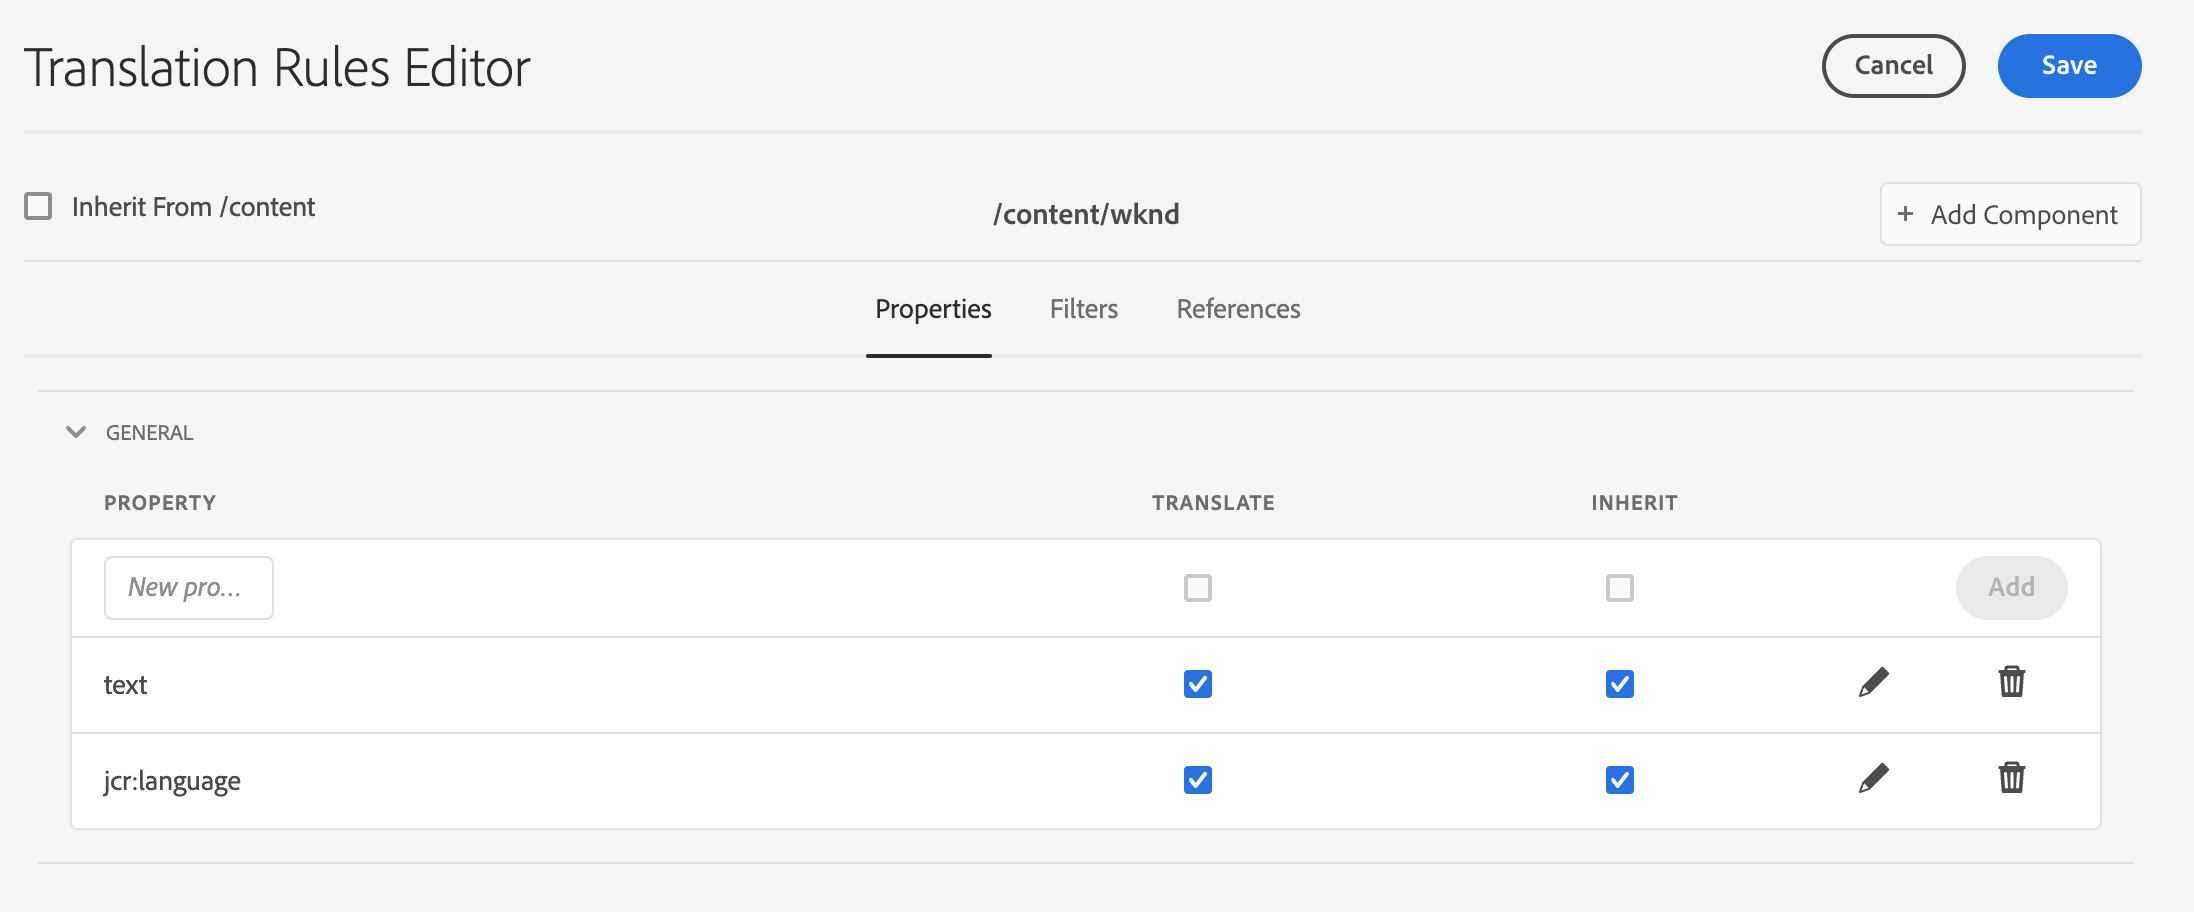 Translation Rules Editor
Cancel
Save
Inherit From /content
/content/wknd
+ Add Component
Properties
Filters
References
GENERAL
PROPERTY
TRANSLATE
INHERIT
New pro...
Add
text
jcr:language